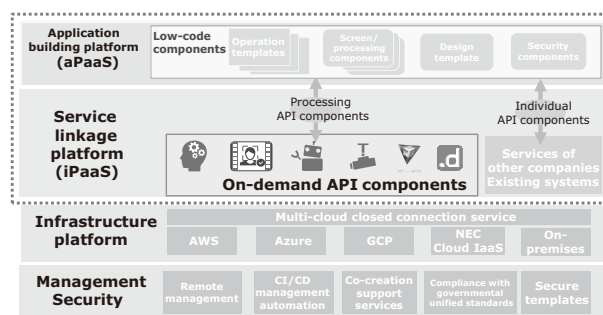 Application
building platform
(aPaaS)
Low-code
components
Operation
templates
Screen/
processing
components
Design
template
Security
components
Processing
API components
Individual
API components
Service
linkage
platform
(iPaaS)
.d
On-demand API components
Services of
other companies
Existing systems
Infrastructure
platform
Multi-cloud closed connection service
AWS
Azure
GCP
NEC
Cloud IaaS
On-
premises
Management
Security
Remote
management
CI/CD
management
automation
Co-creation
support
services
Compliance with
governmental
unified standards
Secure
templates